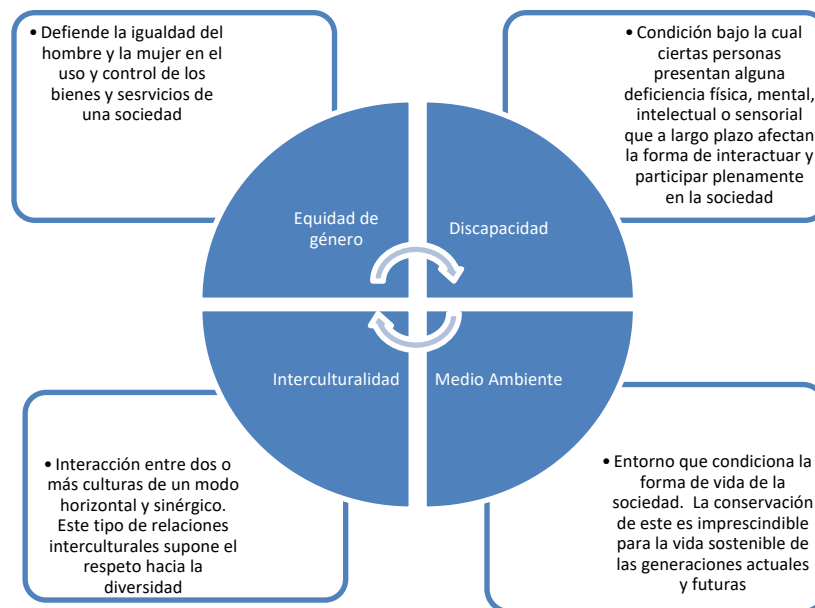 • Defiende la igualdad del
hombre y la mujer en el
uso y control de los
bienes y sesrvicios de
una sociedad
• Condición bajo la cual
ciertas personas
presentan alguna
deficiencia física, mental,
intelectual o sensorial
que a largo plazo afectan
la forma de interactuar y
participar plenamente
en la sociedad
Equidad de
género
Discapacidad
Interculturalidad
Medio Ambiente
• Interacción entre dos o
más culturas de un modo
horizontal y sinérgico.
Este tipo de relaciones
interculturales supone el
respeto hacia la
diversidad
• Entorno que condiciona la
forma de vida de la
sociedad. La conservación
de este es imprescindible
para la vida sostenible de
las generaciones actuales
y futuras